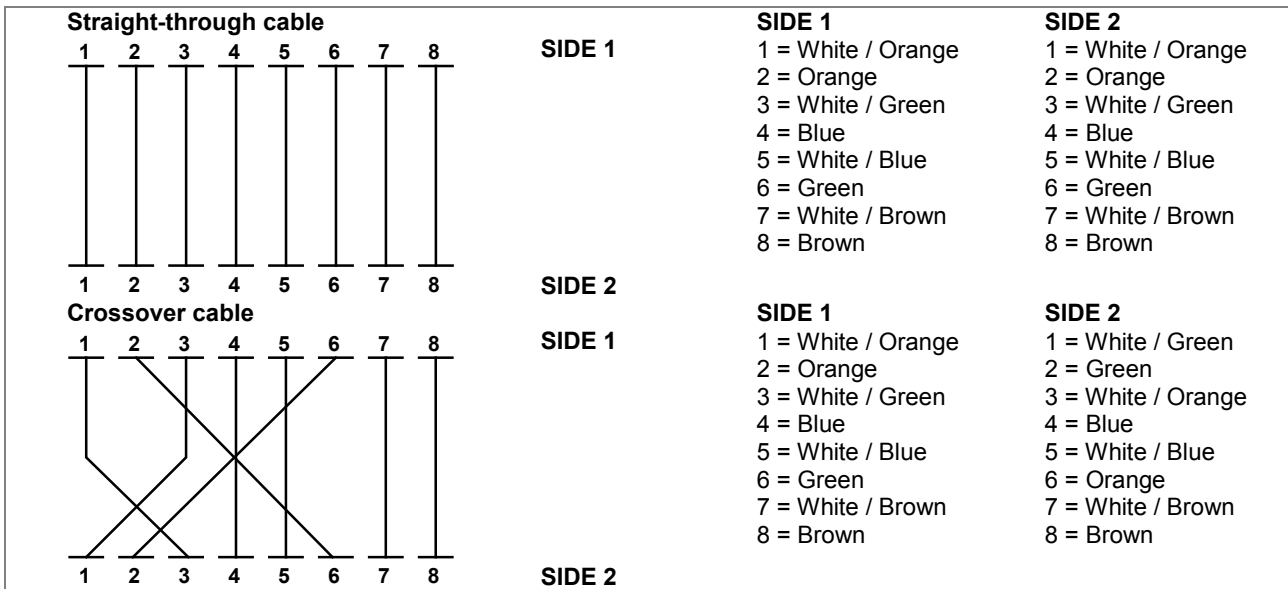 Straight-through cable
1 2 3 4 5 6 7 8
SIDE 1
1 2 3 4 5 6 7 8
SIDE 2
SIDE 1
1 = White / Orange
2 = Orange
3 = White / Green
4 = Blue
5 = White / Blue
6 = Green
7 = White / Brown
8 = Brown
SIDE 2
1 = White / Orange
2 = Orange
3 = White / Green
4 = Blue
5 = White / Blue
6 = Green
7 = White / Brown
8 = Brown
Crossover cable
1 2 3 4 5 6 7 8
SIDE 1
1 2 3 4 5 6 7 8
SIDE 2
SIDE 1
1 = White / Orange
2 = Orange
3 = White / Green
4 = Blue
5 = White / Blue
6 = Green
7 = White / Brown
8 = Brown
SIDE 2
1 = White / Green
2 = Green
3 = White / Orange
4 = Blue
5 = White / Blue
6 = Orange
7 = White / Brown
8 = Brown